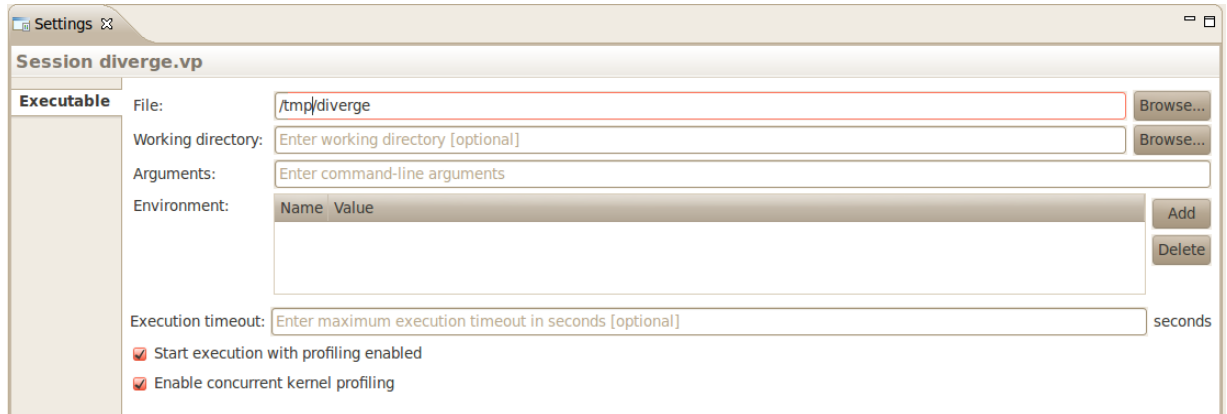 Settings
Session diverge.vp
Executable
File: /tmp/diverge Browse...
Working directory: Enter working directory [optional] Browse...
Arguments: Enter command-line arguments
Environment: Name Value Add
Delete
Execution timeout: Enter maximum execution timeout in seconds [optional] seconds
Start execution with profiling enabled
Enable concurrent kernel profiling